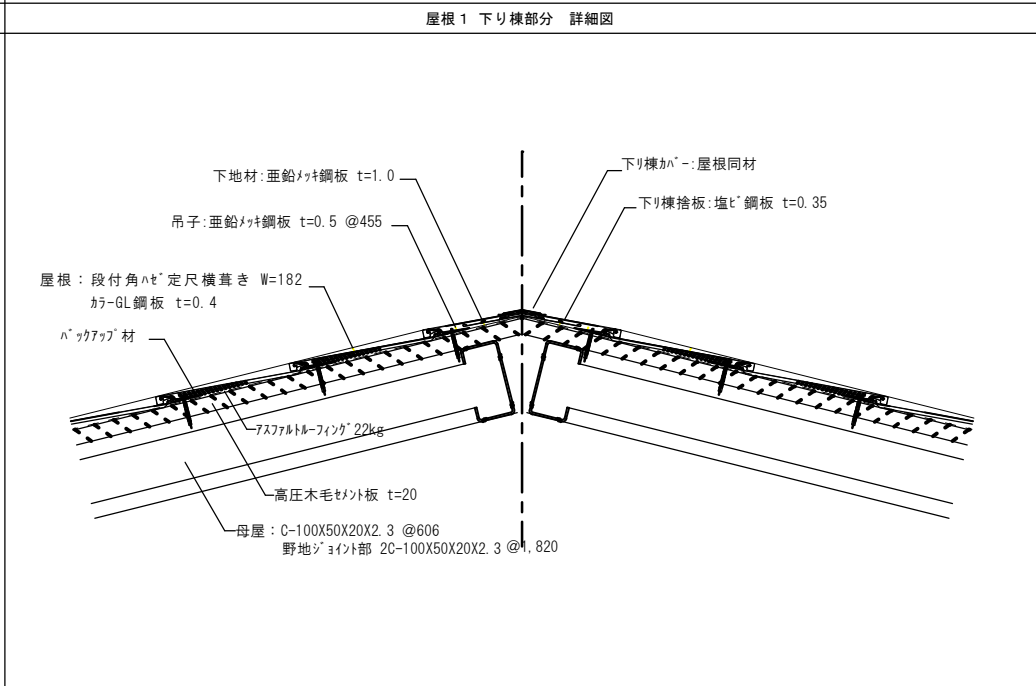 屋根1 下り棟部分 詳細図
下地材:亜鉛ﾒｯｷ鋼板 t=1.0
吊子:亜鉛ﾒｯｷ鋼板 t=0.5 @455
屋根：段付角ﾊｾﾞ定尺横葺き W=182
ｶﾗｰGL鋼板 t=0.4
ﾊﾞｯｸｱｯﾌﾟ材
下り棟ｶﾊﾞｰ:屋根同材
下り棟捨板:塩ﾋﾞ鋼板 t=0.35
ｱｽﾌｧﾙﾄﾙｰﾌｨﾝｸﾞ22kg
高圧木毛ｾﾒﾝﾄ板 t=20
母屋：C-100X50X20X2.3 @606
野地ｼﾞｮｲﾝﾄ部 2C-100X50X20X2.3 @1,820